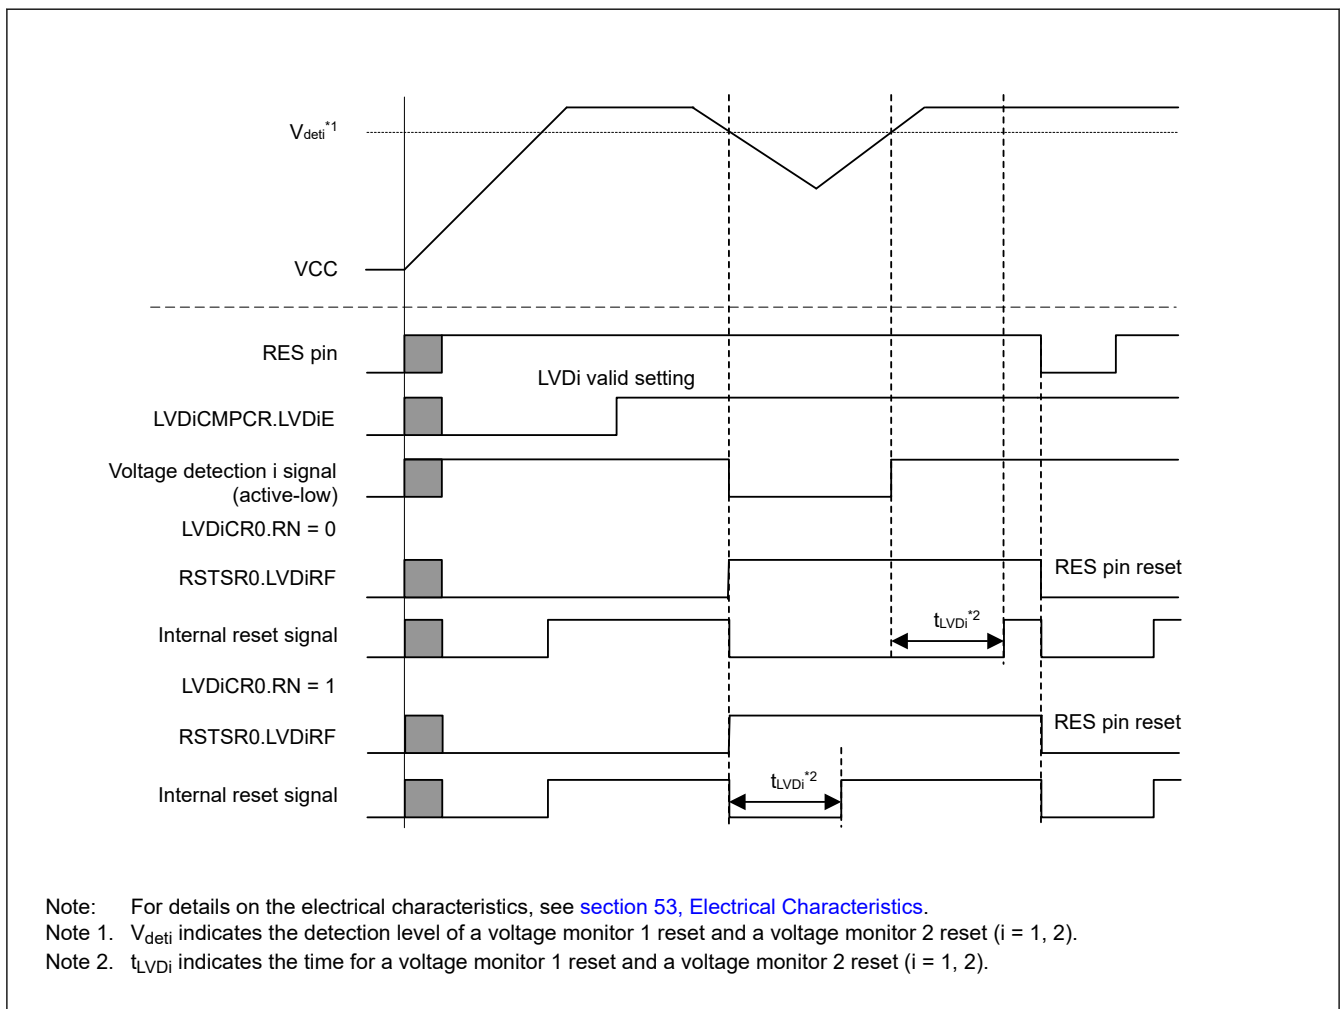 Vdeti*1
VCC
RES pin
LVDi valid setting
LVDiCMPCR.LVDiE
Voltage detection i signal
(active-low)
LVDiCR0.RN = 0
RSTSR0.LVDiRF
RES pin reset
Internal reset signal
tLVDi*2
LVDiCR0.RN = 1
RSTSR0.LVDiRF
RES pin reset
Internal reset signal
tLVDi*2
Note: For details on the electrical characteristics, see section 53, Electrical Characteristics.
Note 1. Vdeti indicates the detection level of a voltage monitor 1 reset and a voltage monitor 2 reset (i = 1, 2).
Note 2. tLVDi indicates the time for a voltage monitor 1 reset and a voltage monitor 2 reset (i = 1, 2).